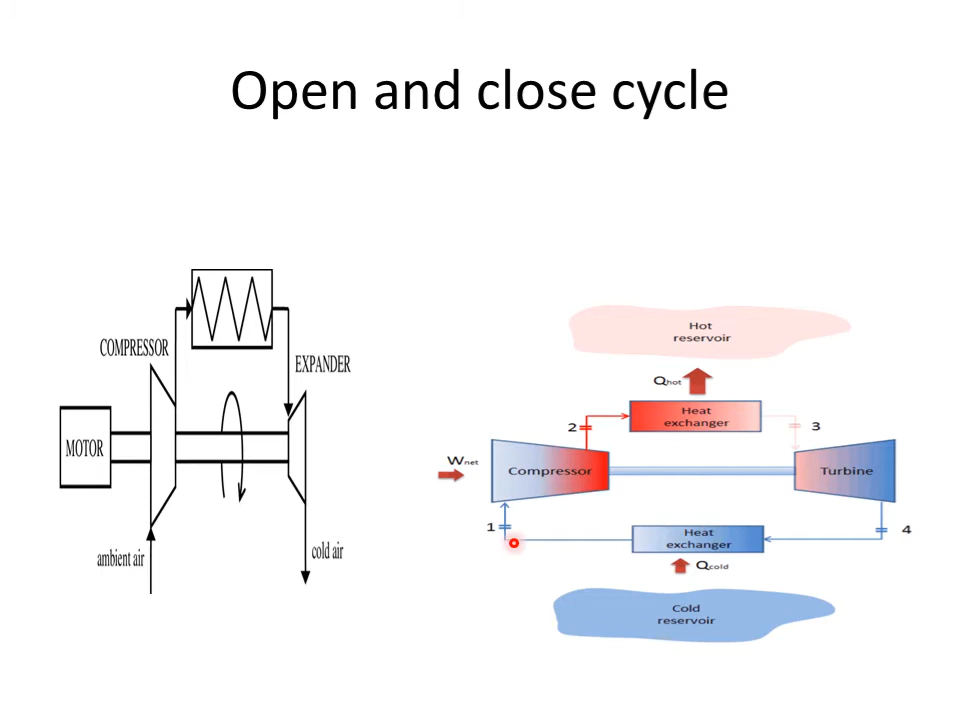 Open and close cycle
COMPRESSOR
EXPANDER
MOTOR
ambient air
cold air
Hot
reservoir
Qhot
Heat
exchanger
2
3
Wnet
Compressor
Turbine
1
Heat
exchanger
4
Qcold
Cold
reservoir